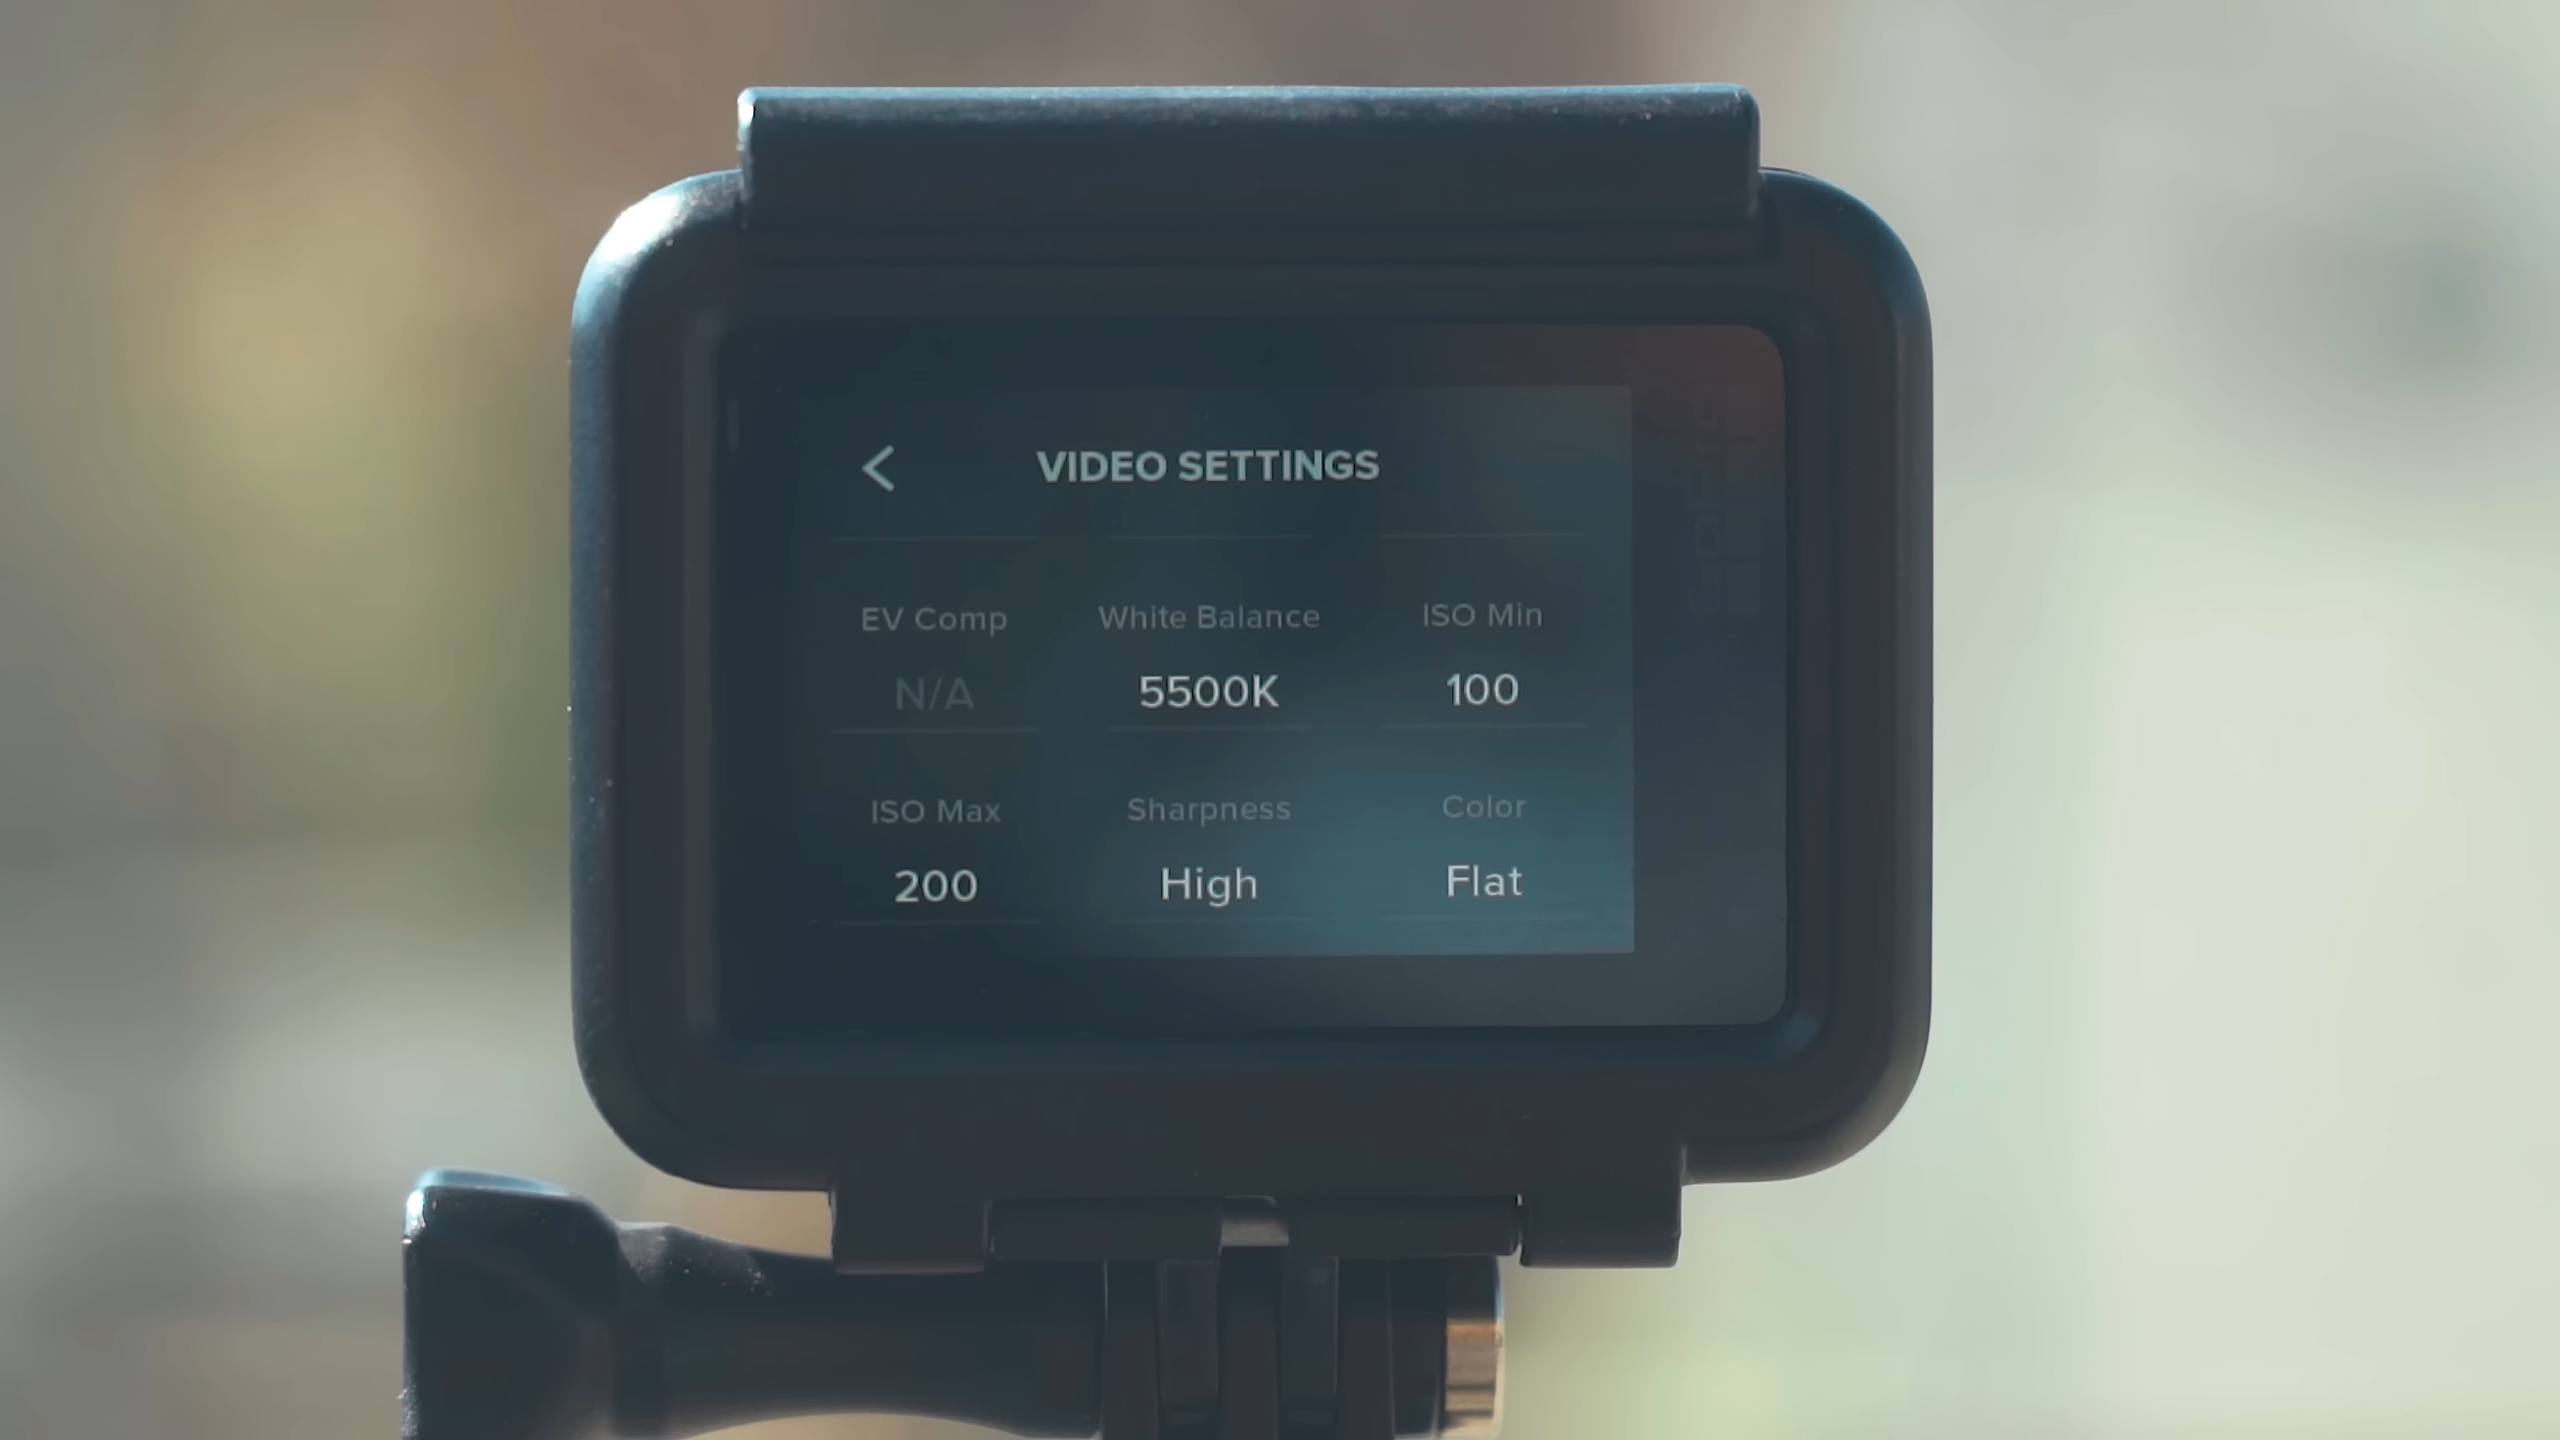 VIDEO SETTINGS
EV Comp White Balance ISO Min
N/A 5500K 100
ISO Max Sharpness Color
200 High Flat